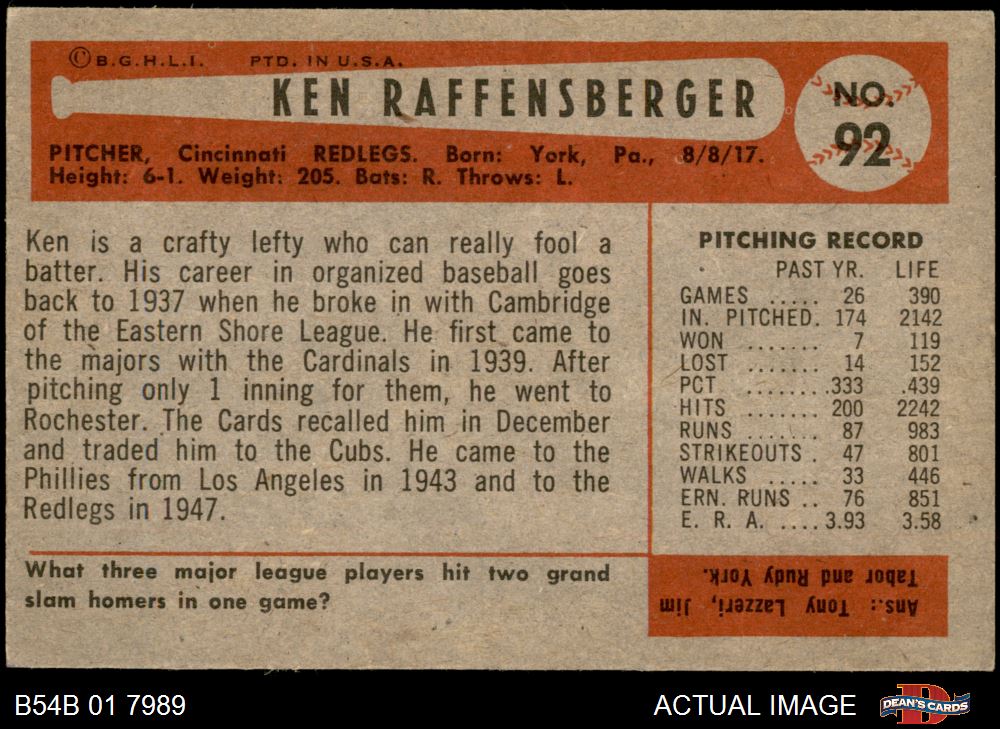 ©B.G.H.L.I. PTD. IN U.S.A.
KEN RAFFENSBERGER
NO.
92
PITCHER, Cincinnati REDLEGS. Born: York, Pa., 8/8/17.
Height: 6-1. Weight: 205. Bats: R. Throws: L.
Ken is a crafty lefty who can really fool a
batter. His career in organized baseball goes
back to 1937 when he broke in with Cambridge
of the Eastern Shore League. He first came to
the majors with the Cardinals in 1939. After
pitching only 1 inning for them, he went to
Rochester. The Cards recalled him in December
and traded him to the Cubs. He came to the
Phillies from Los Angeles in 1943 and to the
Redlegs in 1947.
What three major league players hit two grand
slam homers in one game?
PITCHING RECORD
PAST YR. LIFE
GAMES ..... 26 390
IN. PITCHED. 174 2142
WON ....... 7 119
LOST ....... 14 152
PCT ........333 .439
HITS ....... 200 2242
RUNS ....... 87 983
STRIKEOUTS . 47 801
WALKS ..... 33 446
ERN. RUNS .. 76 851
E. R. A. ....3.93 3.58
Ans.: Tony Lazzeri, Jim
Tabor and Rudy York.
B54B 01 7989
ACTUAL IMAGE
D
DEAN'S CARDS